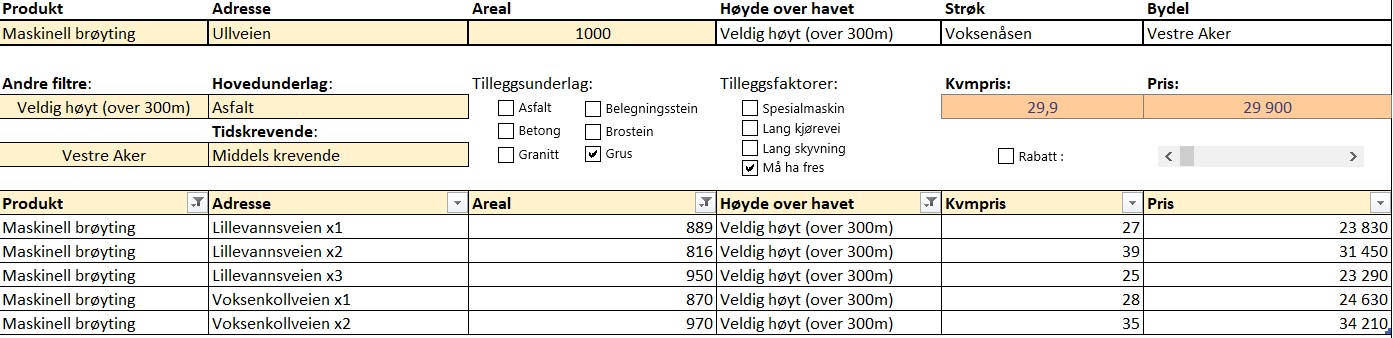 Produkt Adresse Areal Høyde over havet Strøk Bydel
Maskinell brøyting Ullveien 1000 Veldig høyt (over 300m) Voksenåsen Vestre Aker
Andre filtre: Hovedunderlag: Tilleggsunderlag: Tilleggsfaktorer: Kvmpris: Pris:
Veldig høyt (over 300m) Asfalt Asfalt Belegningsstein Spesialmaskin 29,9 29 900
Tidskrevende: Betong Brostein Lang kjørevei
Vestre Aker Middels krevende Granitt Grus Lang skyvning Rabatt :
Må ha fres
Produkt Adresse Areal Høyde over havet Kvmpris Pris
Maskinell brøyting Lillevannsveien x1 889 Veldig høyt (over 300m) 27 23 830
Maskinell brøyting Lillevannsveien x2 816 Veldig høyt (over 300m) 39 31 450
Maskinell brøyting Lillevannsveien x3 950 Veldig høyt (over 300m) 25 23 290
Maskinell brøyting Voksenkollveien x1 870 Veldig høyt (over 300m) 28 24 630
Maskinell brøyting Voksenkollveien x2 970 Veldig høyt (over 300m) 35 34 210